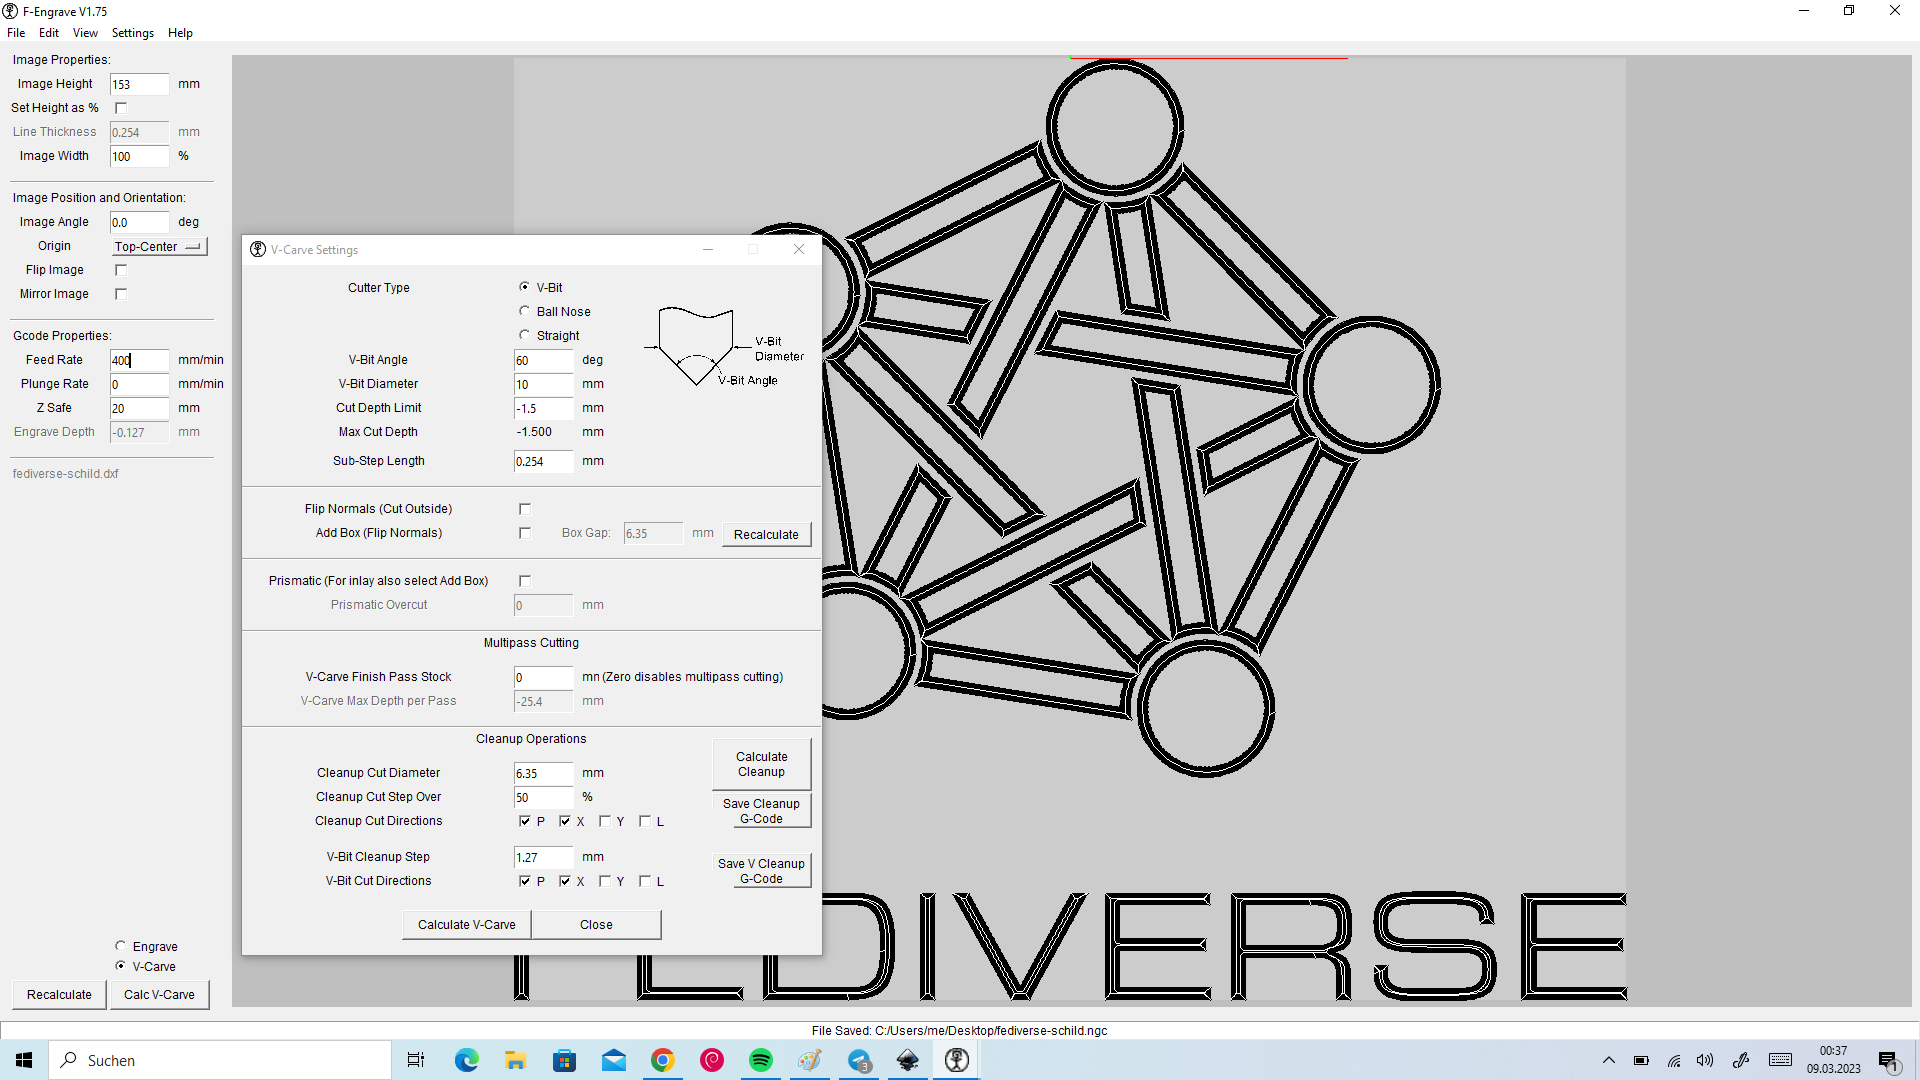 F-Engrave V1.75
File Edit View Settings Help
Image Properties:
Image Height 153 mm
Set Height as %
Line Thickness 0.254 mm
Image Width 100 %
Image Position and Orientation:
Image Angle 0.0 deg
Origin Top-Center
Flip Image
Mirror Image
Gcode Properties:
Feed Rate 400 mm/min
Plunge Rate 0 mm/min
Z Safe 20 mm
Engrave Depth -0.127 mm
fediverse-schild.dxf
Engrave
V-Carve
Recalculate Calc V-Carve
V-Carve Settings
Cutter Type V-Bit
Ball Nose
Straight
V-Bit Angle 60 deg
V-Bit Diameter 10 mm
Cut Depth Limit -1.5 mm
Max Cut Depth -1.500 mm
Sub-Step Length 0.254 mm
V-Bit
Diameter
V-Bit Angle
Flip Normals (Cut Outside)
Add Box (Flip Normals) Box Gap: 6.35 mm Recalculate
Prismatic (For inlay also select Add Box)
Prismatic Overcut 0 mm
Multipass Cutting
V-Carve Finish Pass Stock 0 mm (Zero disables multipass cutting)
V-Carve Max Depth per Pass -25.4 mm
Cleanup Operations
Calculate
Cleanup
Cleanup Cut Diameter 6.35 mm
Cleanup Cut Step Over 50 %
Cleanup Cut Directions P X Y L
Save Cleanup
G-Code
V-Bit Cleanup Step 1.27 mm
V-Bit Cut Directions P X Y L
Save V Cleanup
G-Code
Calculate V-Carve Close
FEDIVERSE
File Saved: C:/Users/me/Desktop/fediverse-schild.ngc
Suchen
3
00:37
09.03.2023
1